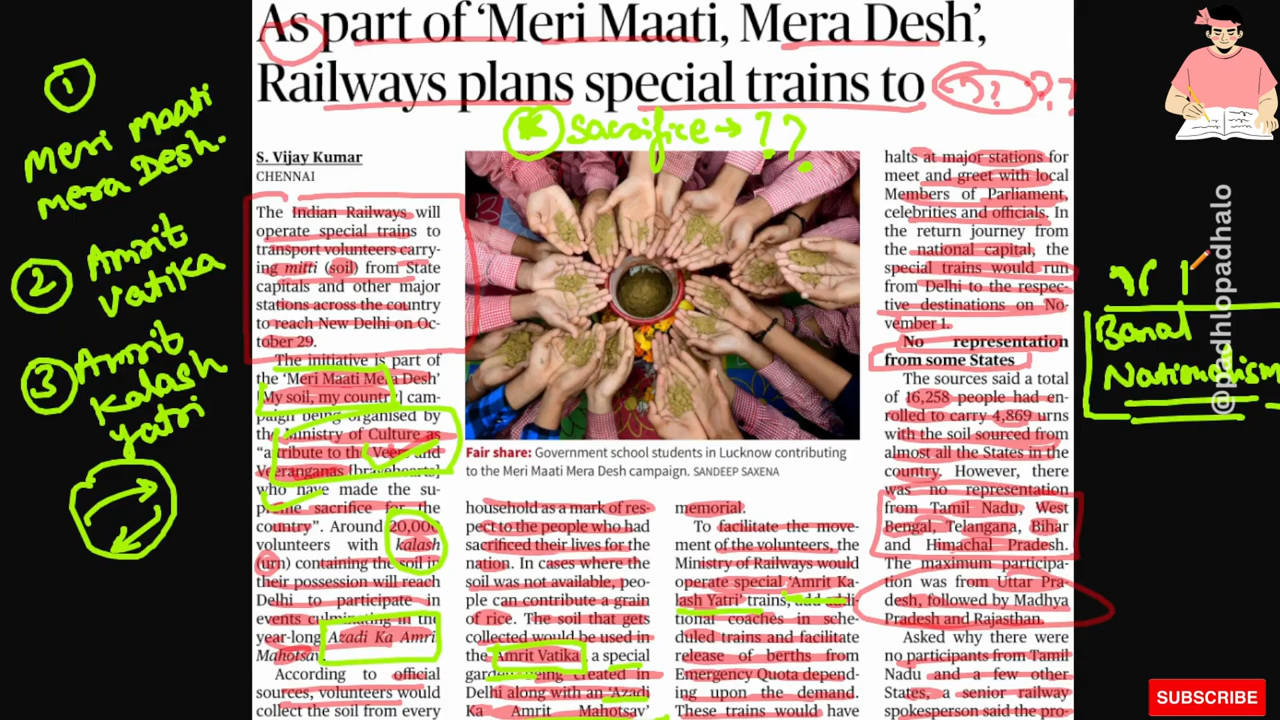 As part of ‘Meri Maati, Mera Desh’,
Railways plans special trains to
① 
Meri Maati
Mera Desh.
② Amrit
Vatika
③ Amrit
Kalash
Yatri
sacrifice → ??
S. Vijay Kumar
CHENNAI
The Indian Railways will
operate special trains to
transport volunteers carry-
ing mitti (soil) from State
capitals and other major
stations across the country
to reach New Delhi on Oc-
tober 29.
The initiative is part of
the ‘Meri Maati Mera Desh’
[My soil, my country] cam-
paign being organised by
the Ministry of Culture as
“a tribute to the Veers and
Veeranganas [bravehearts]
who have made the su-
preme sacrifice for the
country”. Around 20,000
volunteers with kalash
(urn) containing the soil in
their possession will reach
Delhi to participate in
events culminating in the
year-long Azadi Ka Amrit
Mahotsav.
According to official
sources, volunteers would
collect the soil from every
Fair share: Government school students in Lucknow contributing
to the Meri Maati Mera Desh campaign. SANDEEP SAXENA
household as a mark of res-
pect to the people who had
sacrificed their lives for the
nation. In cases where the
soil was not available, peo-
ple can contribute a grain
of rice. The soil that gets
collected would be used in
the Amrit Vatika, a special
garden being created in
Delhi along with an ‘Azadi
Ka Amrit Mahotsav’
memorial.
To facilitate the move-
ment of the volunteers, the
Ministry of Railways would
operate special ‘Amrit Ka-
lash Yatri’ trains, add addi-
tional coaches in sche-
duled trains and facilitate
release of berths from
Emergency Quota depend-
ing upon the demand.
These trains would have
halts at major stations for
meet and greet with local
Members of Parliament,
celebrities and officials. In
the return journey from
the national capital, the
special trains would run
from Delhi to the respec-
tive destinations on No-
vember 1.
No representation
from some States
The sources said a total
of 16,258 people had en-
rolled to carry 4,869 urns
with the soil sourced from
almost all the States in the
country. However, there
was no representation
from Tamil Nadu, West
Bengal, Telangana, Bihar
and Himachal Pradesh.
The maximum participa-
tion was from Uttar Pra-
desh, followed by Madhya
Pradesh and Rajasthan.
Asked why there were
no participants from Tamil
Nadu and a few other
States, a senior railway
spokesperson said the pro-
Banal
Nationalism
@padhlopadhalo
SUBSCRIBE